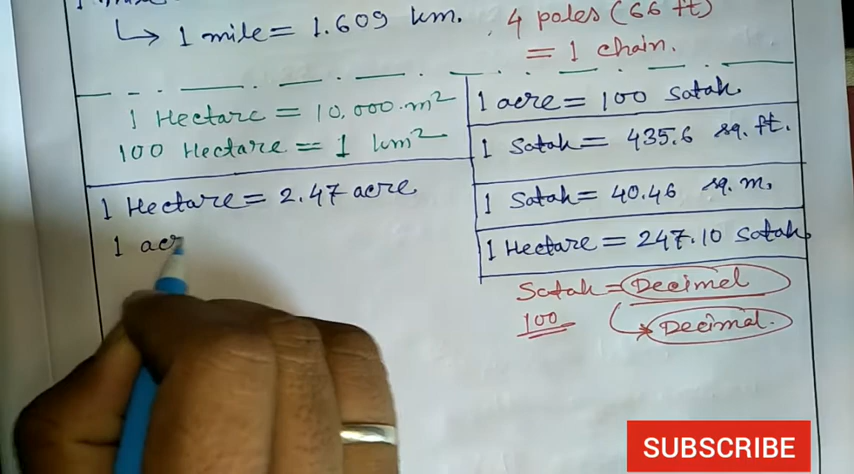 1 mile = 1.609 km.
4 poles (66 ft)
= 1 chain.
1 Hectare = 10.000 m²
100 Hectare = 1 km²
1 Hectare = 2.47 acre
1 acr
1 acre = 100 Satak
1 Satak = 435.6 sq. ft.
1 Satak = 40.46 sq. m.
1 Hectare = 247.10 Satak
Satak = Decimel
100
Decimal.
SUBSCRIBE